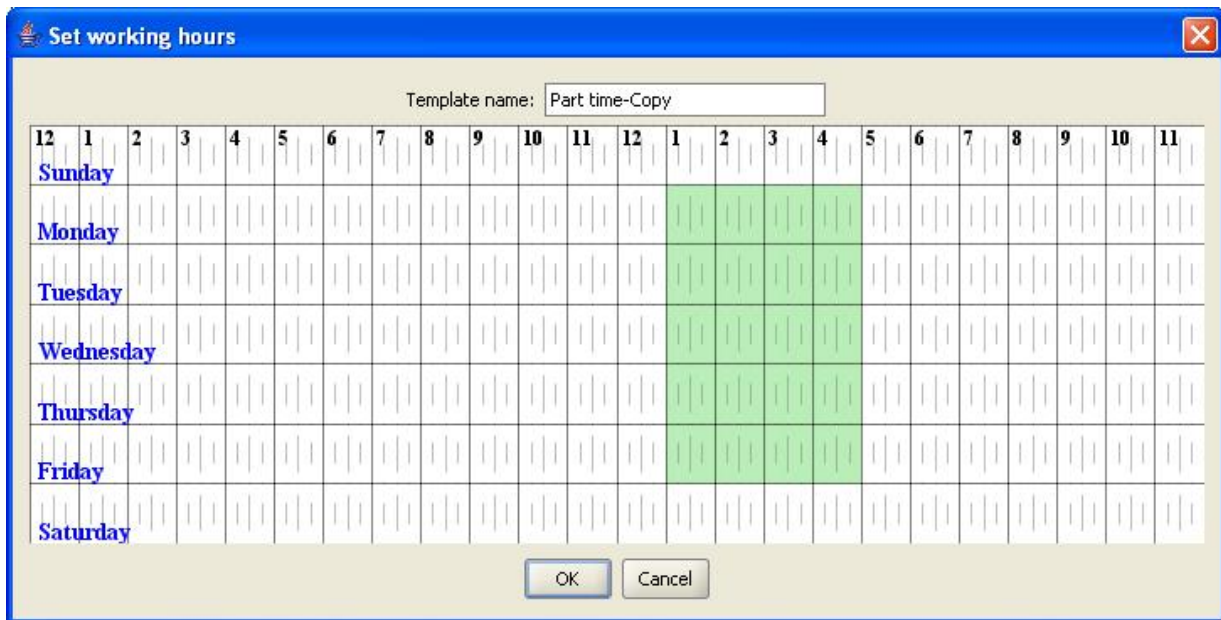 Set working hours
Template name: Part time-Copy
12 1 2 3 4 5 6 7 8 9 10 11 12 1 2 3 4 5 6 7 8 9 10 11
Sunday
Monday
Tuesday
Wednesday
Thursday
Friday
Saturday
OK Cancel